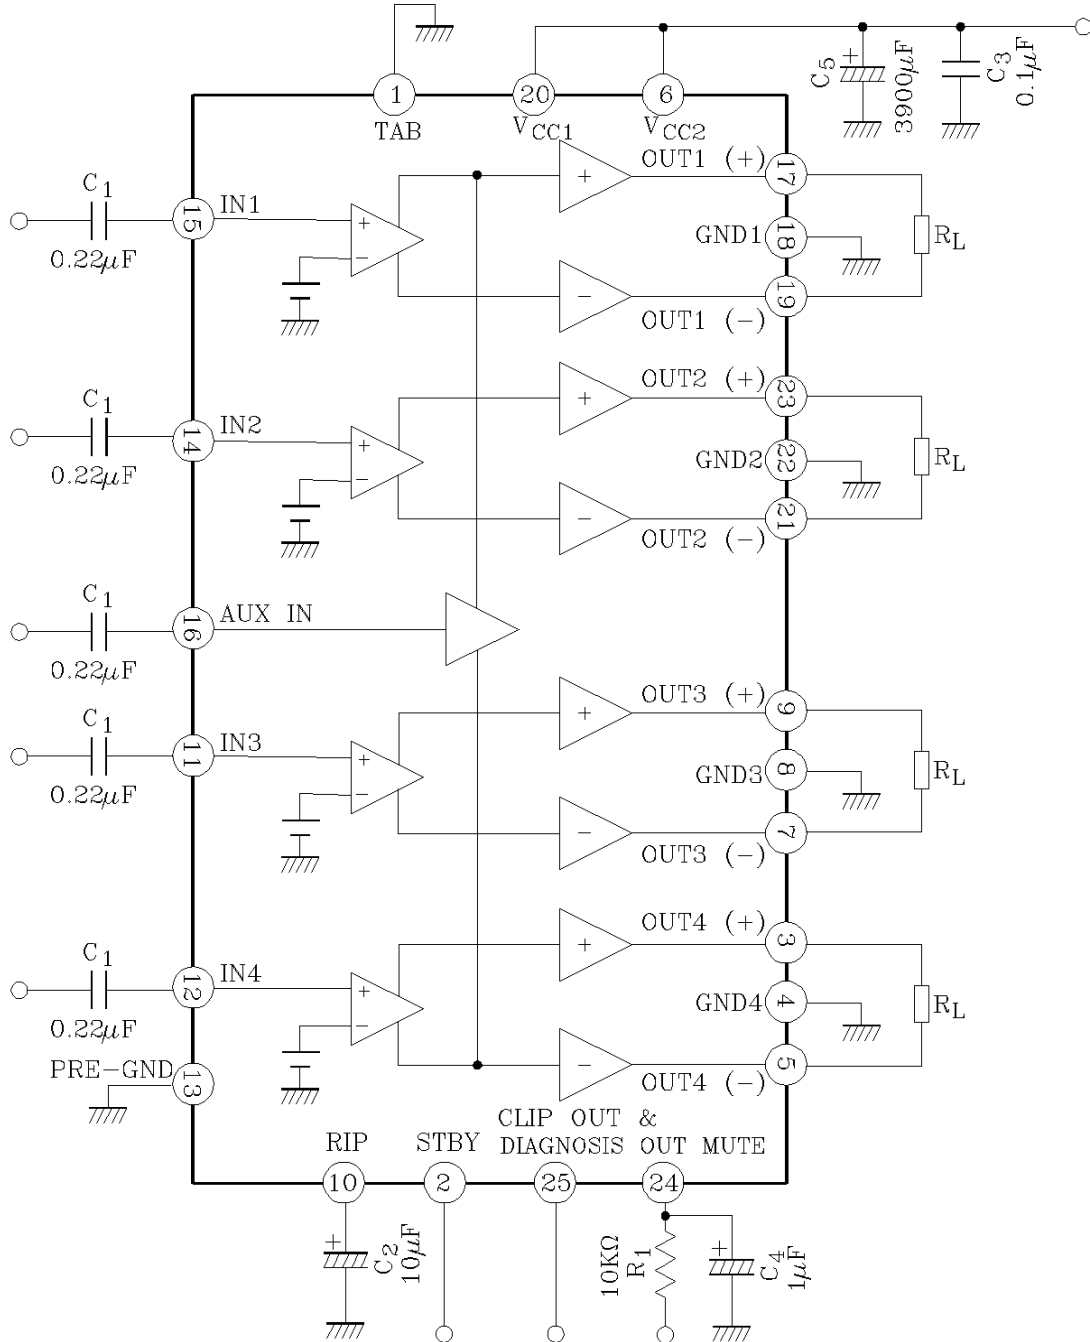 1
TAB
20
VCC1
6
VCC2
C5
+
3900μF
C3
0.1μF
C1
0.22μF
15
IN1
+
−
+
OUT1 (+)
17
GND1
18
RL
−
OUT1 (−)
19
C1
0.22μF
14
IN2
+
−
+
OUT2 (+)
23
GND2
22
RL
−
OUT2 (−)
21
C1
0.22μF
16
AUX IN
C1
0.22μF
11
IN3
+
−
+
OUT3 (+)
9
GND3
8
RL
−
OUT3 (−)
7
C1
0.22μF
12
IN4
+
−
+
OUT4 (+)
3
GND4
4
RL
−
OUT4 (−)
5
PRE-GND
13
RIP
10
STBY
2
CLIP OUT &
DIAGNOSIS OUT MUTE
25
24
+
C2
10μF
10KΩ
R1
+
C4
1μF